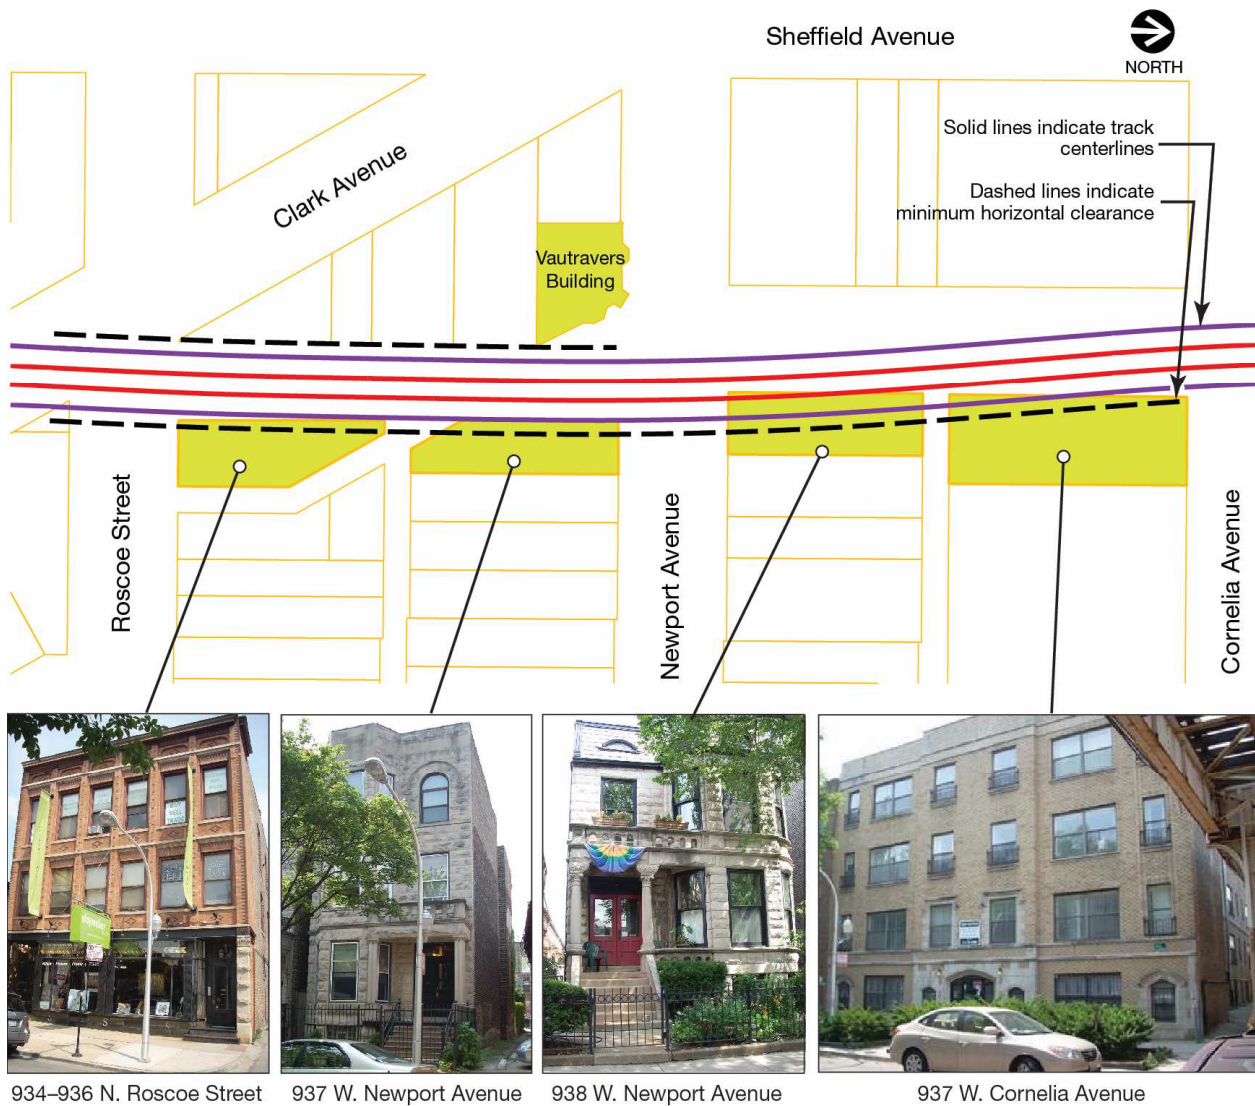 Sheffield Avenue
NORTH
Solid lines indicate track
centerlines
Clark Avenue
Dashed lines indicate
minimum horizontal clearance
Vautravers
Building
Roscoe Street
Newport Avenue
Cornelia Avenue
934–936 N. Roscoe Street
937 W. Newport Avenue
938 W. Newport Avenue
937 W. Cornelia Avenue